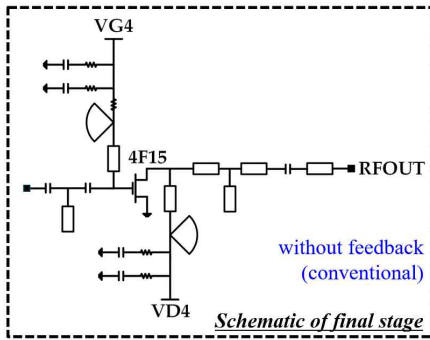 VG4
4F15
RFOUT
without feedback
(conventional)
VD4
Schematic of final stage